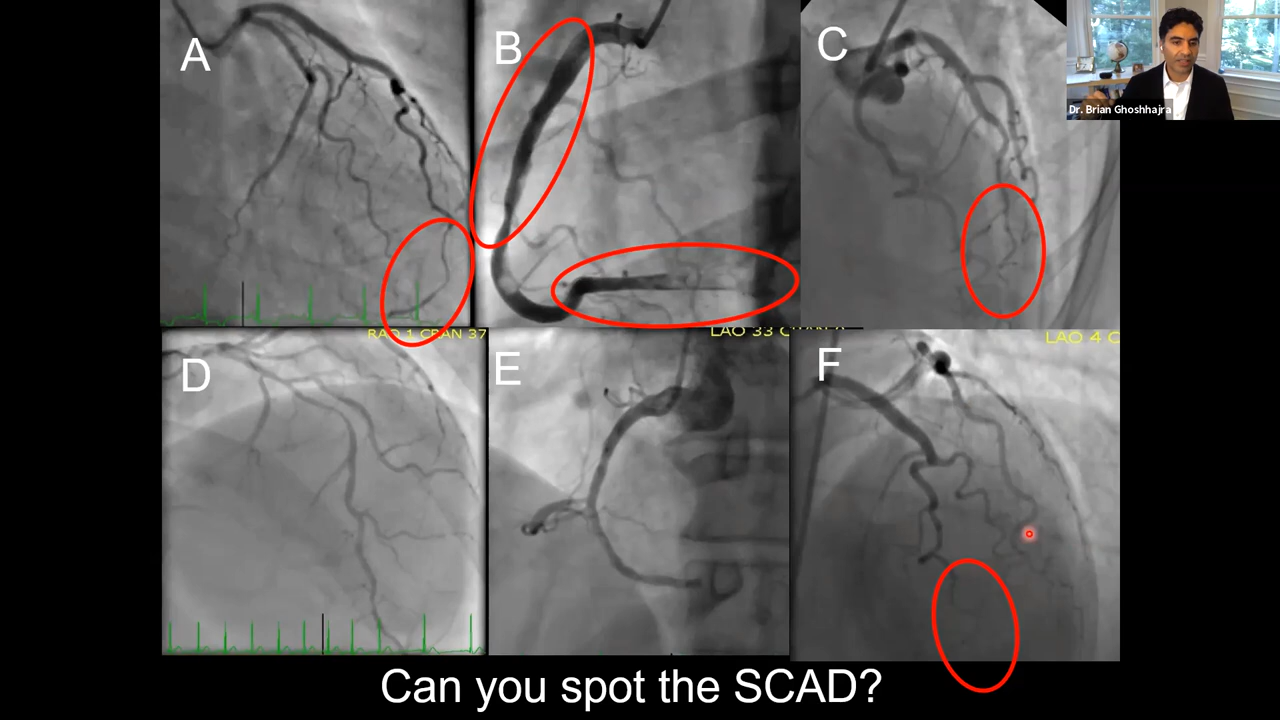 A
B
C
Dr. Brian Ghoshhajra
RAO 1 CRAN 37
LAO 33
LAO 4 C
D
E
F
Can you spot the SCAD?